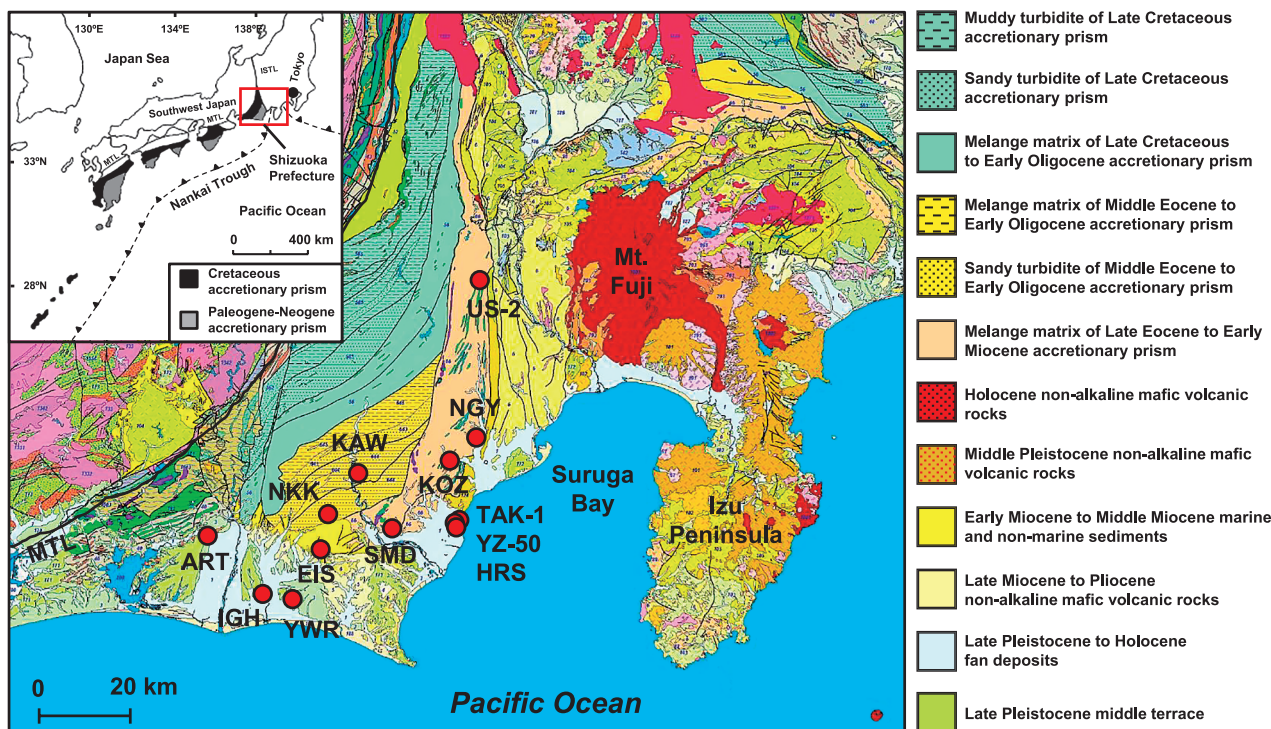 130°E
134°E
138°E
Japan Sea
ISTL
Tokyo
Southwest Japan
MTL
MTL
MTL
33°N
Shizuoka
Prefecture
Nankai Trough
Pacific Ocean
0
400 km
28°N
Cretaceous
accretionary prism
Paleogene-Neogene
accretionary prism
Mt.
Fuji
US-2
NGY
KAW
KOZ
NKK
Suruga
Bay
Izu
Peninsula
TAK-1
YZ-50
HRS
MTL
ART
EIS
SMD
IGH
YWR
0
20 km
Pacific Ocean
Muddy turbidite of Late Cretaceous
accretionary prism
Sandy turbidite of Late Cretaceous
accretionary prism
Melange matrix of Late Cretaceous
to Early Oligocene accretionary prism
Melange matrix of Middle Eocene to
Early Oligocene accretionary prism
Sandy turbidite of Middle Eocene to
Early Oligocene accretionary prism
Melange matrix of Late Eocene to Early
Miocene accretionary prism
Holocene non-alkaline mafic volcanic
rocks
Middle Pleistocene non-alkaline mafic
volcanic rocks
Early Miocene to Middle Miocene marine
and non-marine sediments
Late Miocene to Pliocene
non-alkaline mafic volcanic rocks
Late Pleistocene to Holocene
fan deposits
Late Pleistocene middle terrace